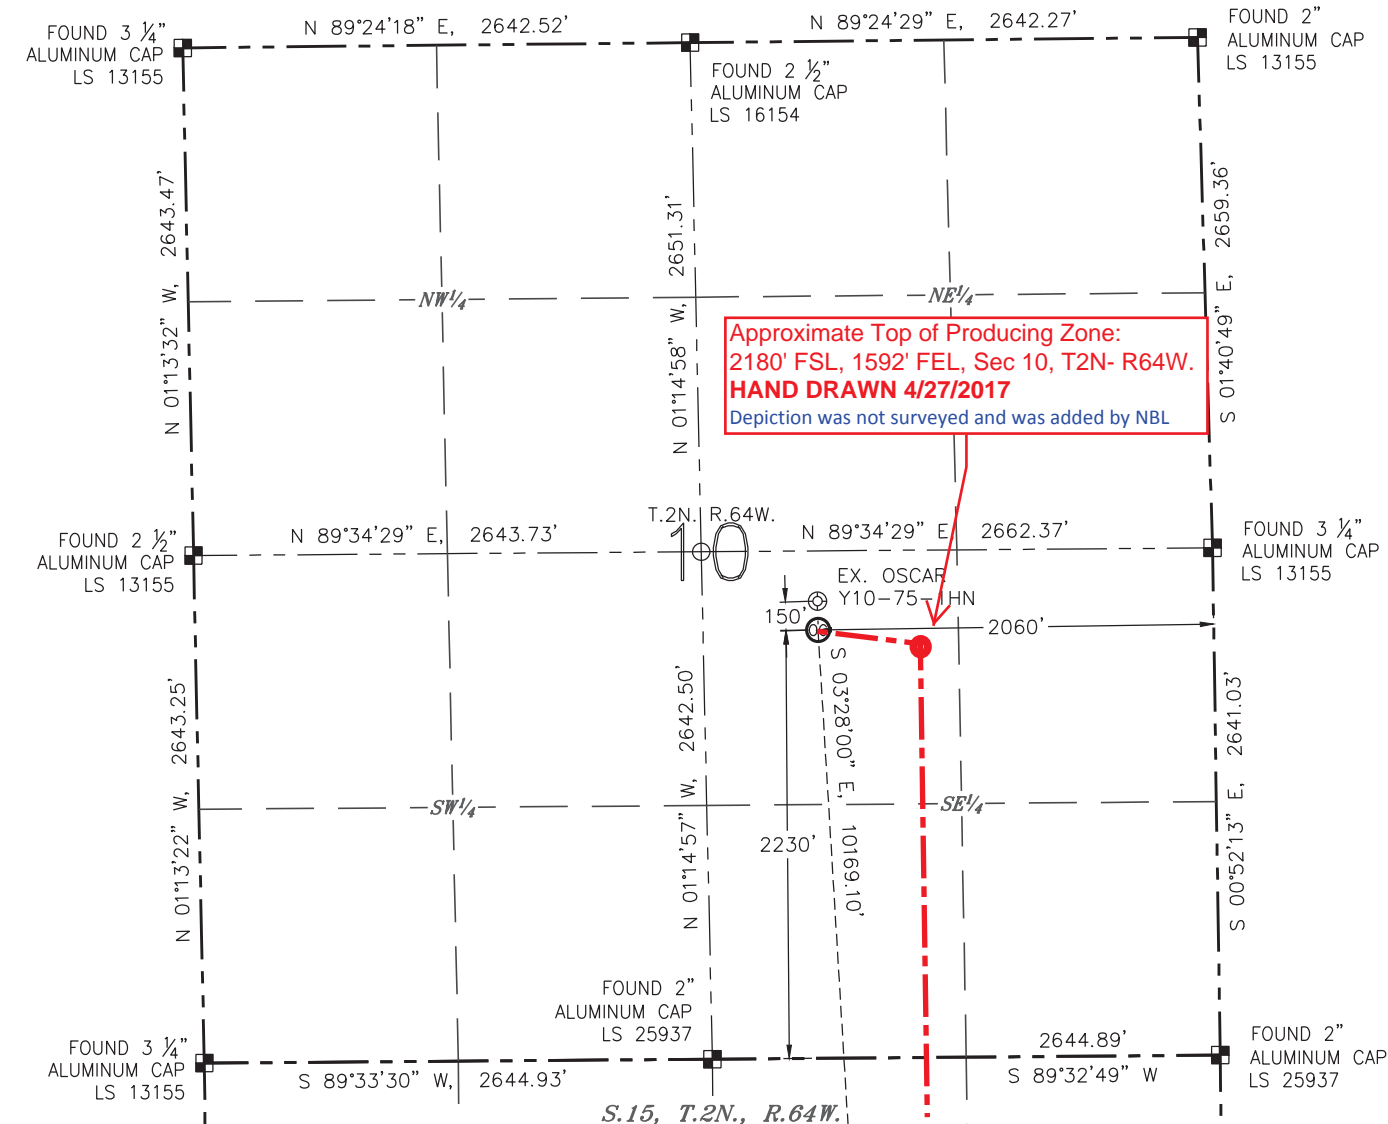 N 89°24'18" E, 2642.52'
N 89°24'29" E, 2642.27'
FOUND 3 ¼"
ALUMINUM CAP
LS 13155
FOUND 2 ½"
ALUMINUM CAP
LS 16154
FOUND 2"
ALUMINUM CAP
LS 13155
N 01°13'32" W, 2643.47'
N 01°14'58" W, 2651.31'
S 01°40'49" E, 2659.36'
NW¼
NE¼
Approximate Top of Producing Zone:
2180' FSL, 1592' FEL, Sec 10, T2N- R64W.
HAND DRAWN 4/27/2017
Depiction was not surveyed and was added by NBL
FOUND 2 ½"
ALUMINUM CAP
LS 13155
N 89°34'29" E, 2643.73'
T.2N. R.64W.
10
N 89°34'29" E, 2662.37'
FOUND 3 ¼"
ALUMINUM CAP
LS 13155
EX. OSCAR
Y10-75-1HN
150'
2060'
N 01°13'22" W, 2643.25'
N 01°14'57" W, 2642.50'
S 03°28'00" E, 10169.10'
S 00°52'13" E, 2641.03'
SW¼
SE¼
2230'
FOUND 3 ¼"
ALUMINUM CAP
LS 13155
FOUND 2"
ALUMINUM CAP
LS 25937
2644.89'
S 89°32'49" W
FOUND 2"
ALUMINUM CAP
LS 25937
S 89°33'30" W, 2644.93'
S.15, T.2N., R.64W.